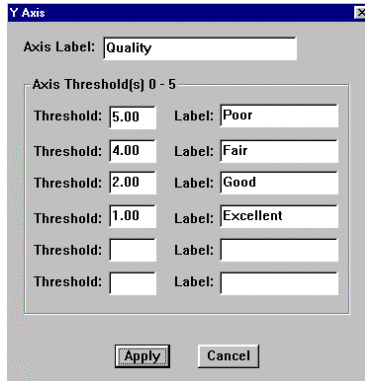 Y Axis
Axis Label: Quality
Axis Threshold(s) 0 - 5
Threshold: 5.00 Label: Poor
Threshold: 4.00 Label: Fair
Threshold: 2.00 Label: Good
Threshold: 1.00 Label: Excellent
Threshold: Label:
Threshold: Label:
Apply Cancel